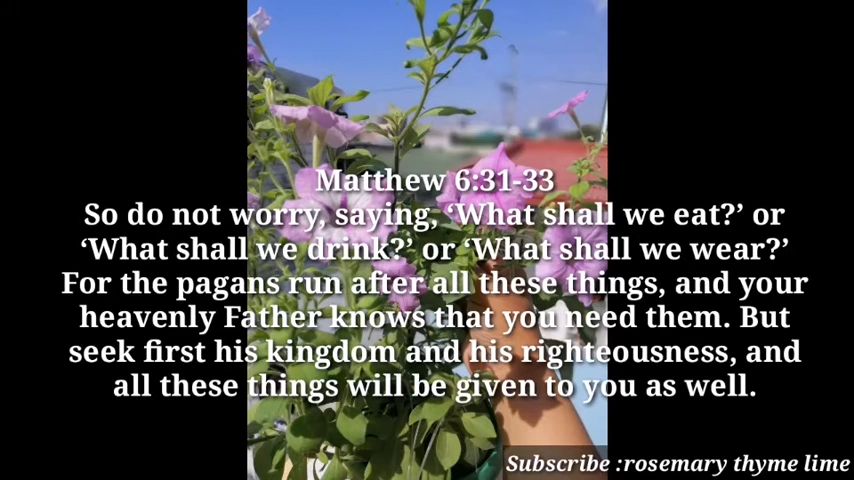 Matthew 6:31-33
So do not worry, saying, ‘What shall we eat?’ or
‘What shall we drink?’ or ‘What shall we wear?’
For the pagans run after all these things, and your
heavenly Father knows that you need them. But
seek first his kingdom and his righteousness, and
all these things will be given to you as well.
Subscribe :rosemary thyme lime